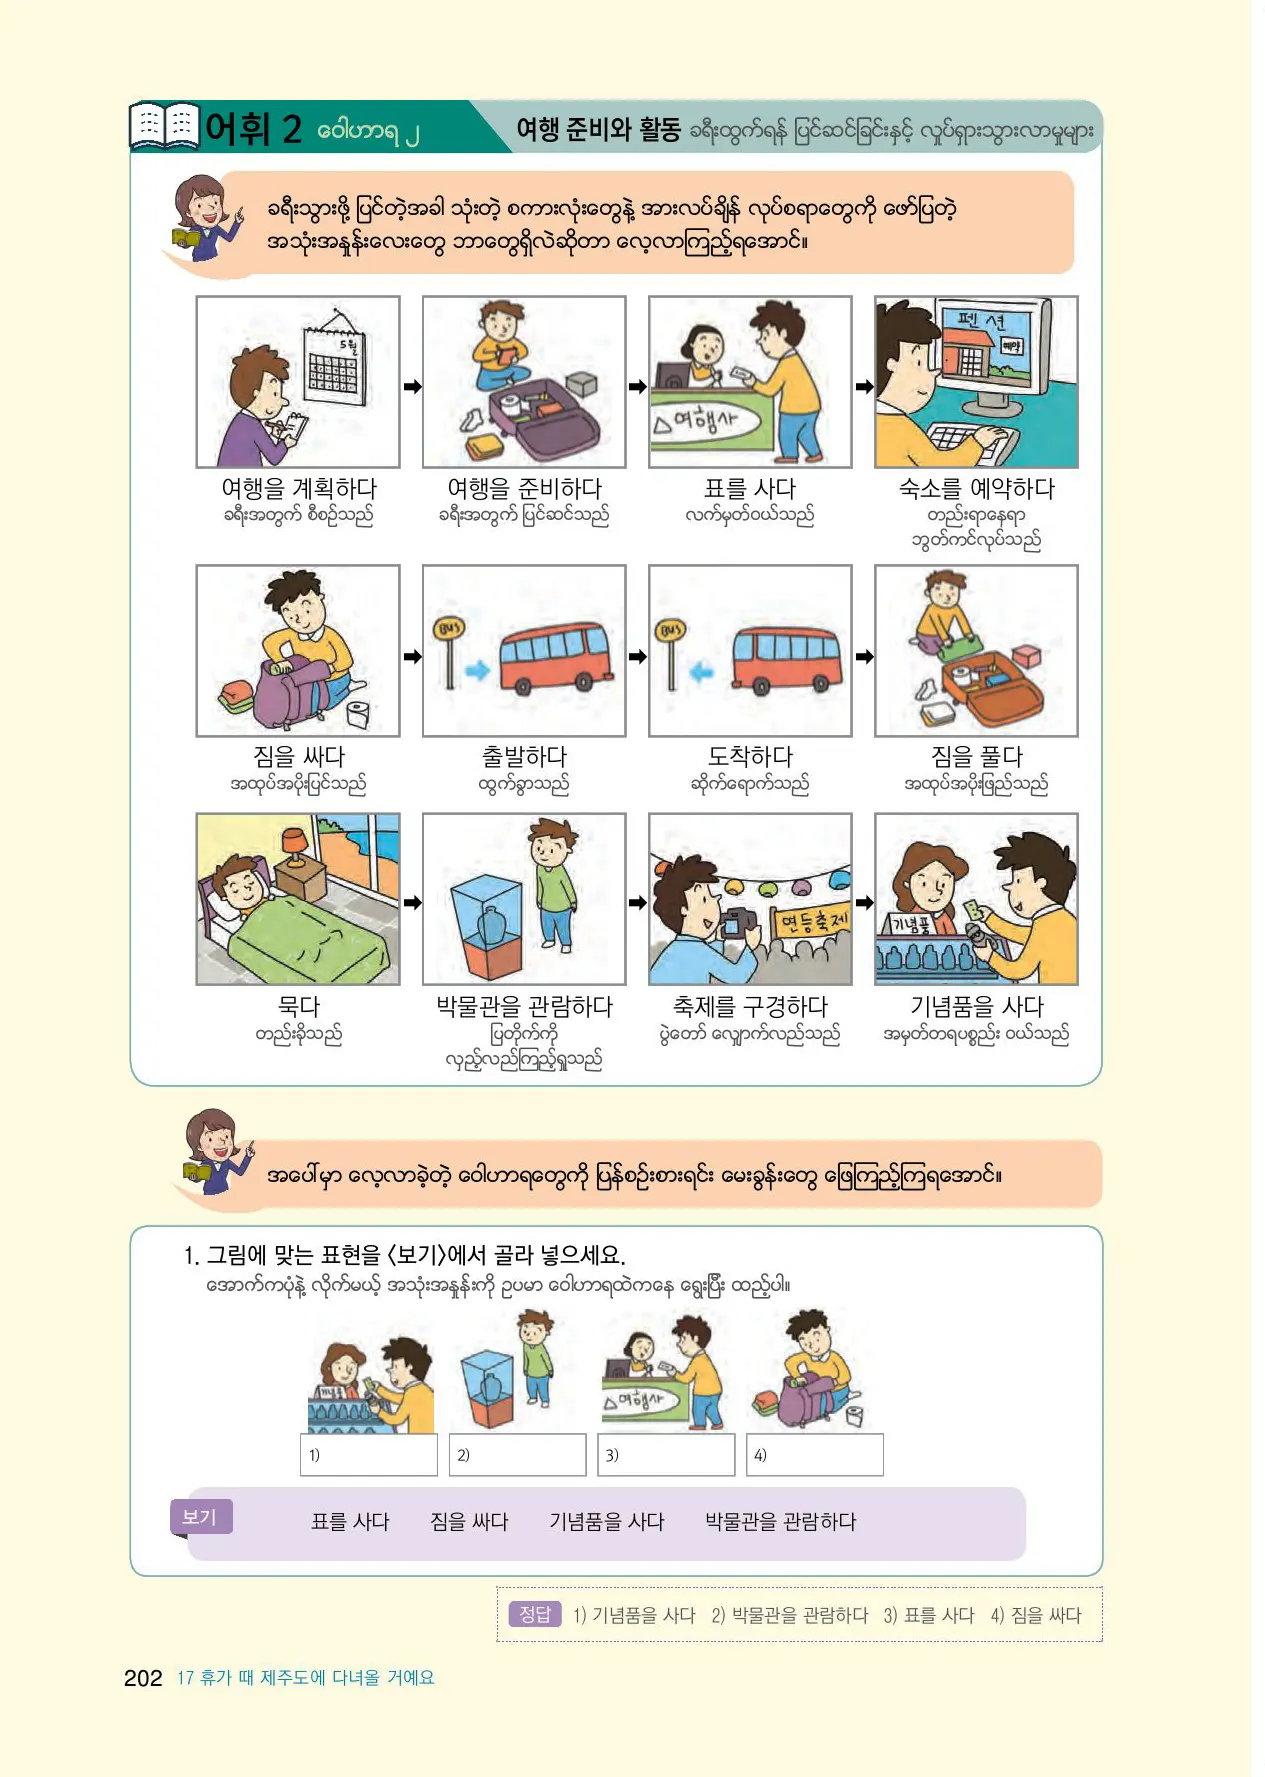 어휘 2 ဝေါဟာရ ၂
여행 준비와 활동 ခရီးထွက်ရန် ပြင်ဆင်ခြင်းနှင့် လှုပ်ရှားသွားလာမှုများ
ခရီးသွားဖို့ ပြင်တဲ့အခါ သုံးတဲ့ စကားလုံးတွေနဲ့ အားလပ်ချိန် လုပ်စရာတွေကို ဖော်ပြတဲ့
အသုံးအနှုန်းလေးတွေ ဘာတွေရှိလဲဆိုတာ လေ့လာကြည့်ရအောင်။
5월
여행사
펜션
예약
여행을 계획하다
ခရီးအတွက် စီစဉ်သည်
여행을 준비하다
ခရီးအတွက် ပြင်ဆင်သည်
표를 사다
လက်မှတ်ဝယ်သည်
숙소를 예약하다
တည်းရာနေရာ
ဘွတ်ကင်လုပ်သည်
BUS
BUS
짐을 싸다
အထုပ်အပိုးပြင်သည်
출발하다
ထွက်ခွာသည်
도착하다
ဆိုက်ရောက်သည်
짐을 풀다
အထုပ်အပိုးဖြည်သည်
연등축제
기념품
묵다
တည်းခိုသည်
박물관을 관람하다
ပြတိုက်ကို
လှည့်လည်ကြည့်ရှုသည်
축제를 구경하다
ပွဲတော် လျှောက်လည်သည်
기념품을 사다
အမှတ်တရပစ္စည်း ဝယ်သည်
အပေါ်မှာ လေ့လာခဲ့တဲ့ ဝေါဟာရတွေကို ပြန်စဉ်းစားရင်း မေးခွန်းတွေ ဖြေကြည့်ကြရအောင်။
1. 그림에 맞는 표현을 〈보기〉에서 골라 넣으세요.
အောက်ကပုံနဲ့ လိုက်မယ့် အသုံးအနှုန်းကို ဥပမာ ဝေါဟာရထဲကနေ ရွေးပြီး ထည့်ပါ။
기념품
여행사
1) 2) 3) 4)
보기 표를 사다 짐을 싸다 기념품을 사다 박물관을 관람하다
정답 1) 기념품을 사다 2) 박물관을 관람하다 3) 표를 사다 4) 짐을 싸다
202 17 휴가 때 제주도에 다녀올 거예요